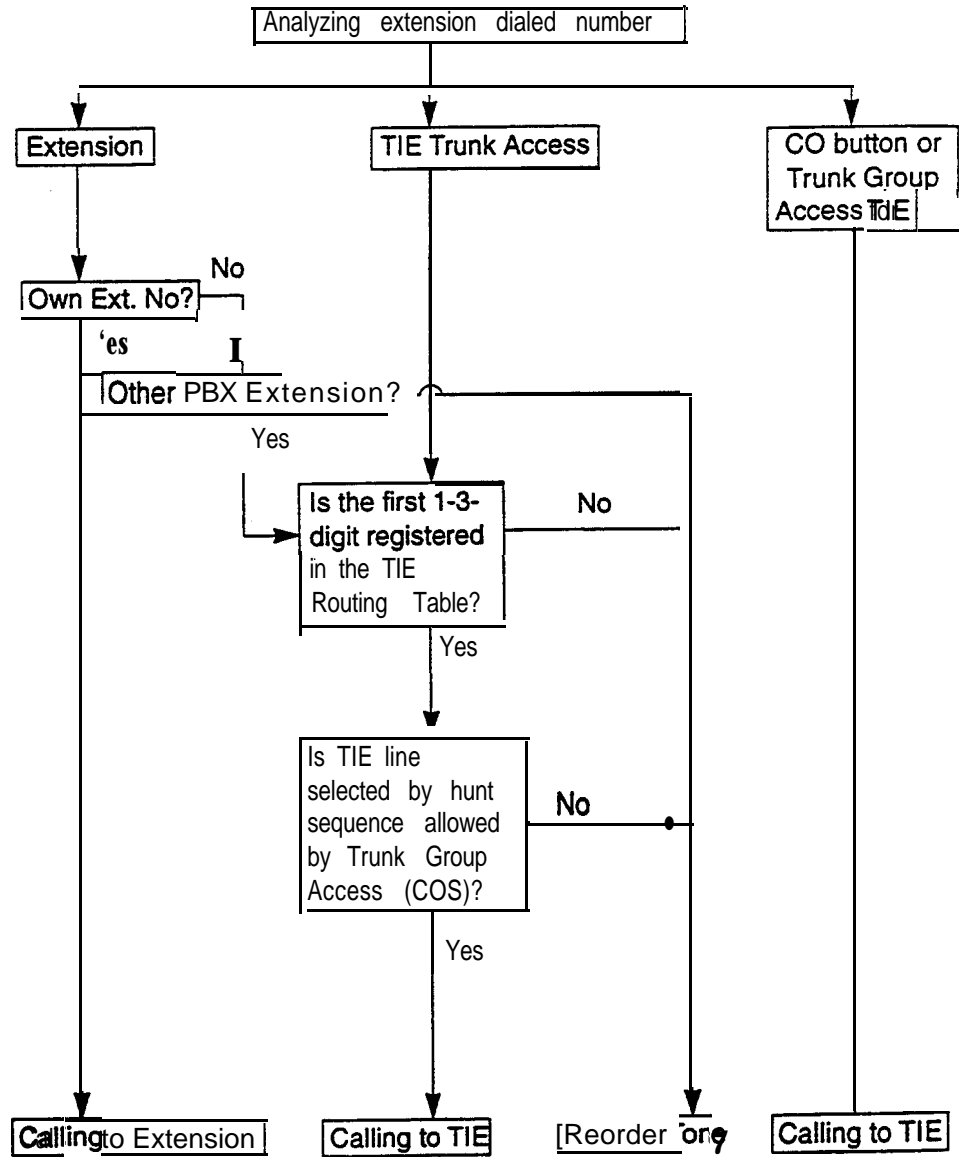 Analyzing extension dialed number
Extension
TIE Trunk Access
CO button or
Trunk Group
Access
No
Own Ext. No?
'es
I
Other PBX Extension?
Yes
Is the first 1-3-
digit registered
No
in the TIE
Routing Table?
Yes
Is TIE line
selected by hunt
No
sequence allowed
by Trunk Group
Access (COS)?
Yes
Calling to Extension
Calling to TIE
[Reorder
Calling to TIE